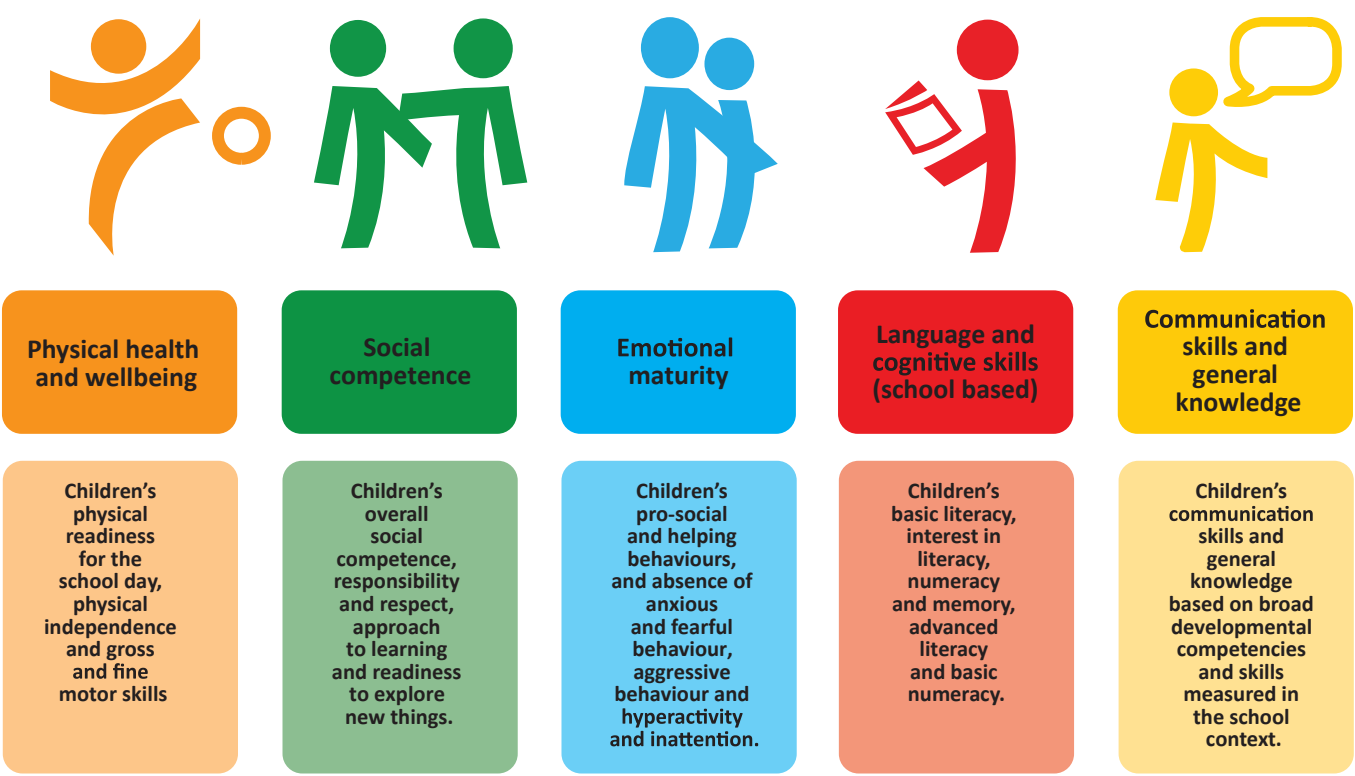 Physical health
and wellbeing
Social
competence
Emotional
maturity
Language and
cognitive skills
(school based)
Communication
skills and
general
knowledge
Children’s
physical
readiness
for the
school day,
physical
independence
and gross
and fine
motor skills
Children’s
overall
social
competence,
responsibility
and respect,
approach
to learning
and readiness
to explore
new things.
Children’s
pro-social
and helping
behaviours,
and absence of
anxious
and fearful
behaviour,
aggressive
behaviour and
hyperactivity
and inattention.
Children’s
basic literacy,
interest in
literacy,
numeracy
and memory,
advanced
literacy
and basic
numeracy.
Children’s
communication
skills and
general
knowledge
based on broad
developmental
competencies
and skills
measured in
the school
context.